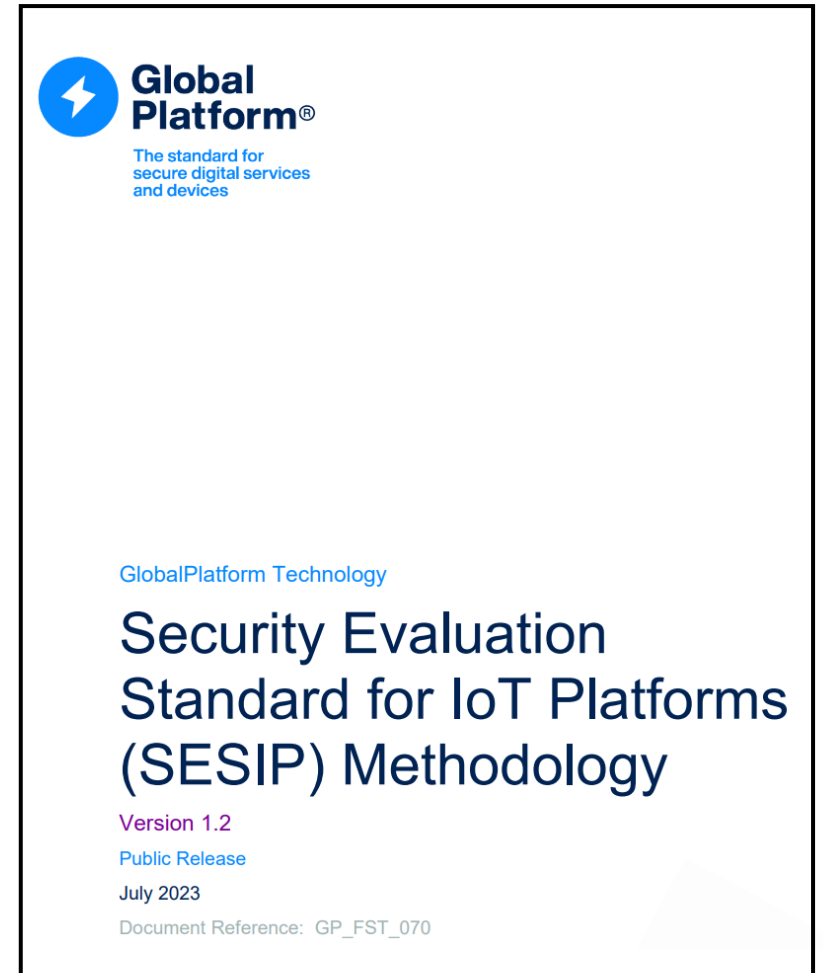 Global
Platform®
The standard for
secure digital services
and devices
GlobalPlatform Technology
Security Evaluation
Standard for IoT Platforms
(SESIP) Methodology
Version 1.2
Public Release
July 2023
Document Reference: GP_FST_070